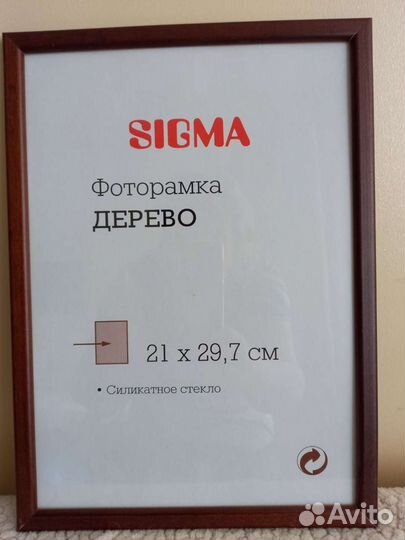 SIGMA
Фоторамка
ДЕРЕВО
21 x 29,7 см
• Силикатное стекло
Avito